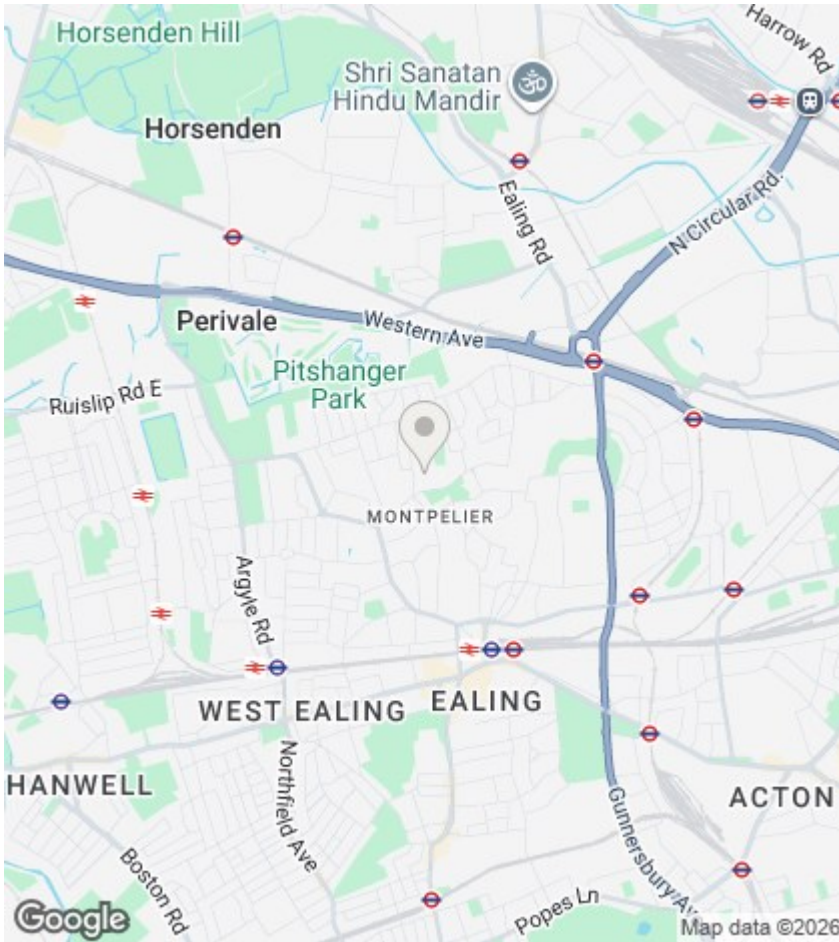 Harrow Rd
Horsenden Hill
Shri Sanatan
Hindu Mandir
Horsenden
Ealing Rd
N Circular Rd.
Perivale
Western Ave
Pitshanger
Park
Ruislip Rd E
MONTPELIER
Argyle Rd
WEST EALING
EALING
HANWELL
Northfield Ave
ACTON
Gunnersbury Av
Boston Rd
Popes Ln
Google
Map data ©202